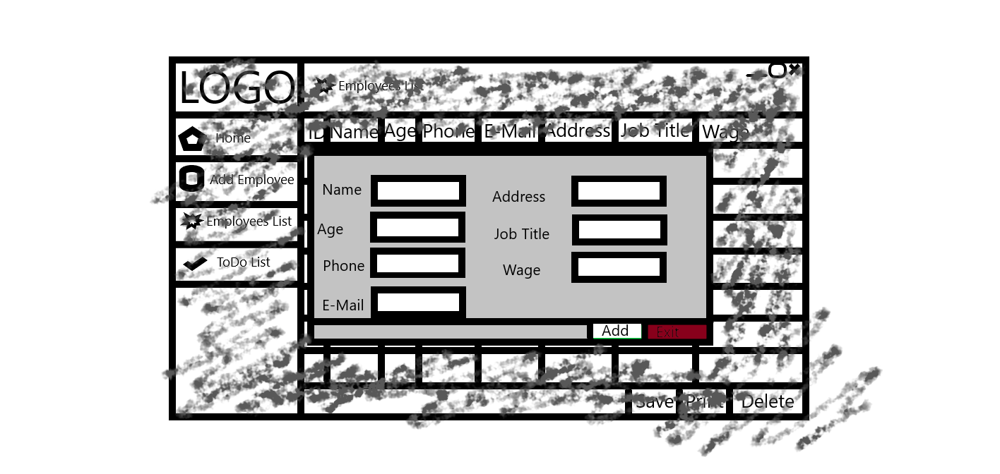 LOGO
Employees List
Home
Add Employee
Employees List
ToDo List
ID Name Age Phone E-Mail Address Job Title Wage
Name
Age
Phone
E-Mail
Address
Job Title
Wage
Add Exit
Save Print Delete